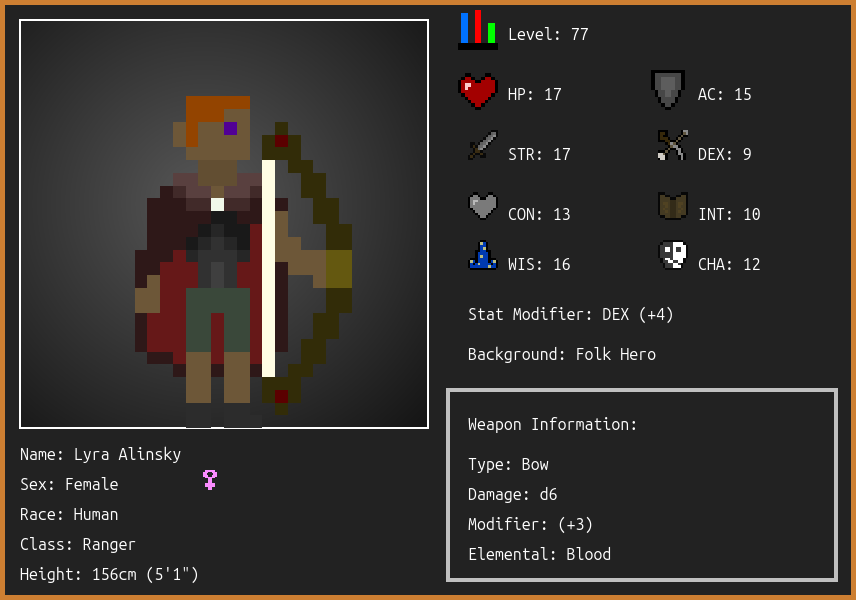 Level: 77
HP: 17
AC: 15
STR: 17
DEX: 9
CON: 13
INT: 10
WIS: 16
CHA: 12
Stat Modifier: DEX (+4)
Background: Folk Hero
Weapon Information:
Type: Bow
Damage: d6
Modifier: (+3)
Elemental: Blood
Name: Lyra Alinsky
Sex: Female
Race: Human
Class: Ranger
Height: 156cm (5'1")